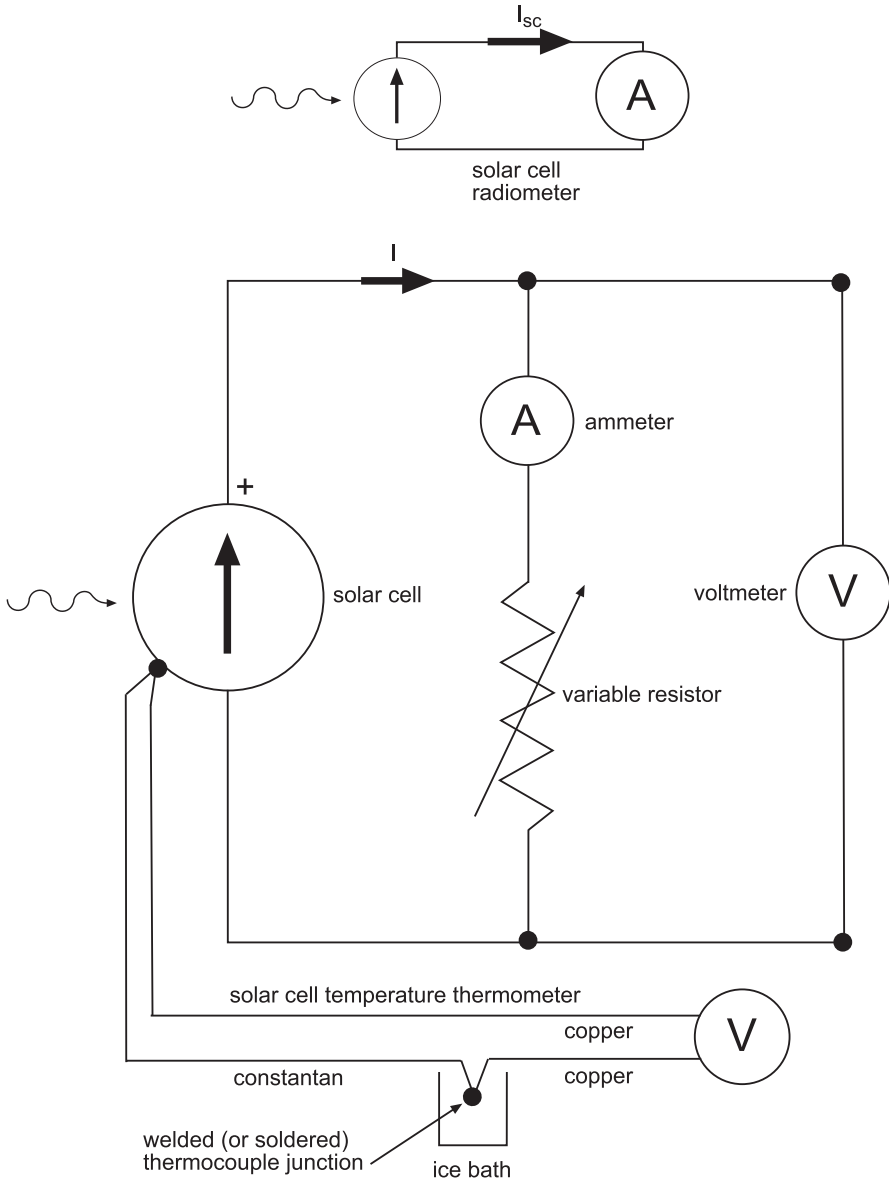 Isc
A
solar cell
radiometer
I
A
ammeter
+
solar cell
voltmeter
V
variable resistor
solar cell temperature thermometer
copper
V
constantan
copper
welded (or soldered)
thermocouple junction
ice bath